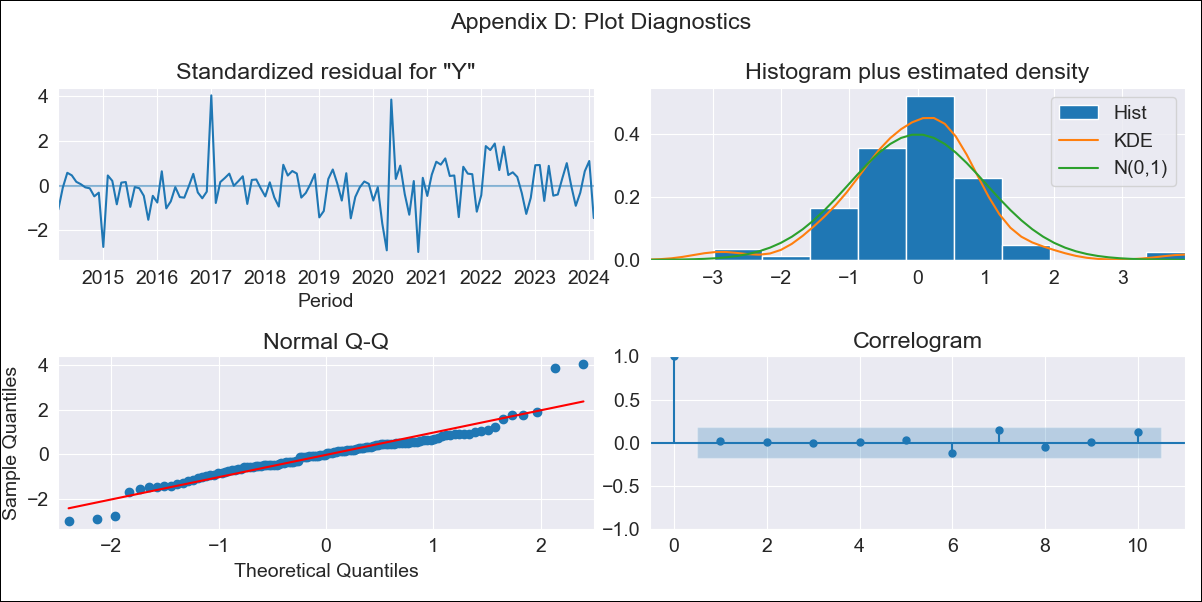 Appendix D: Plot Diagnostics
Standardized residual for "Y"
4
2
0
−2
2015 2016 2017 2018 2019 2020 2021 2022 2023 2024
Period
Histogram plus estimated density
Hist
KDE
N(0,1)
0.4
0.2
0.0
−3 −2 −1 0 1 2 3
Normal Q-Q
Sample Quantiles
4
2
0
−2
−2 −1 0 1 2
Theoretical Quantiles
Correlogram
1.0
0.5
0.0
−0.5
−1.0
0 2 4 6 8 10